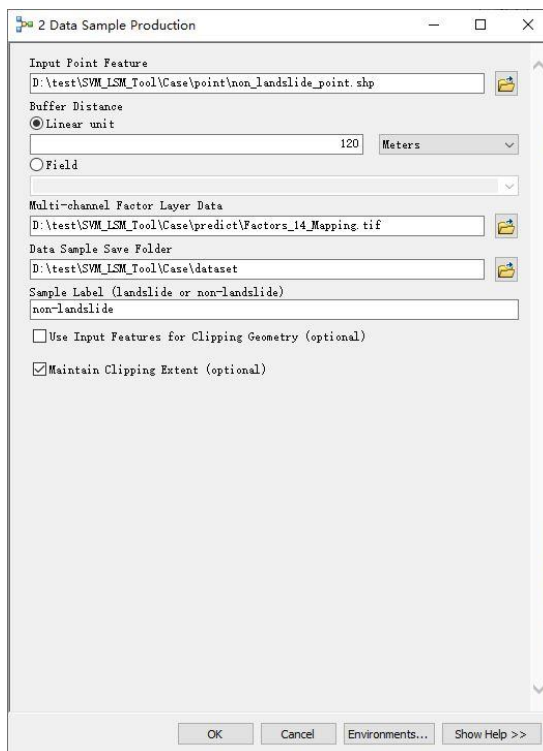 2 Data Sample Production
Input Point Feature
D:\test\SVM_LSM_Tool\Case\point\non_landslide_point.shp
Buffer Distance
Linear unit
120 Meters
Field
Multi-channel Factor Layer Data
D:\test\SVM_LSM_Tool\Case\predict\Factors_14_Mapping.tif
Data Sample Save Folder
D:\test\SVM_LSM_Tool\Case\dataset
Sample Label (landslide or non-landslide)
non-landslide
Use Input Features for Clipping Geometry (optional)
Maintain Clipping Extent (optional)
OK Cancel Environments... Show Help >>